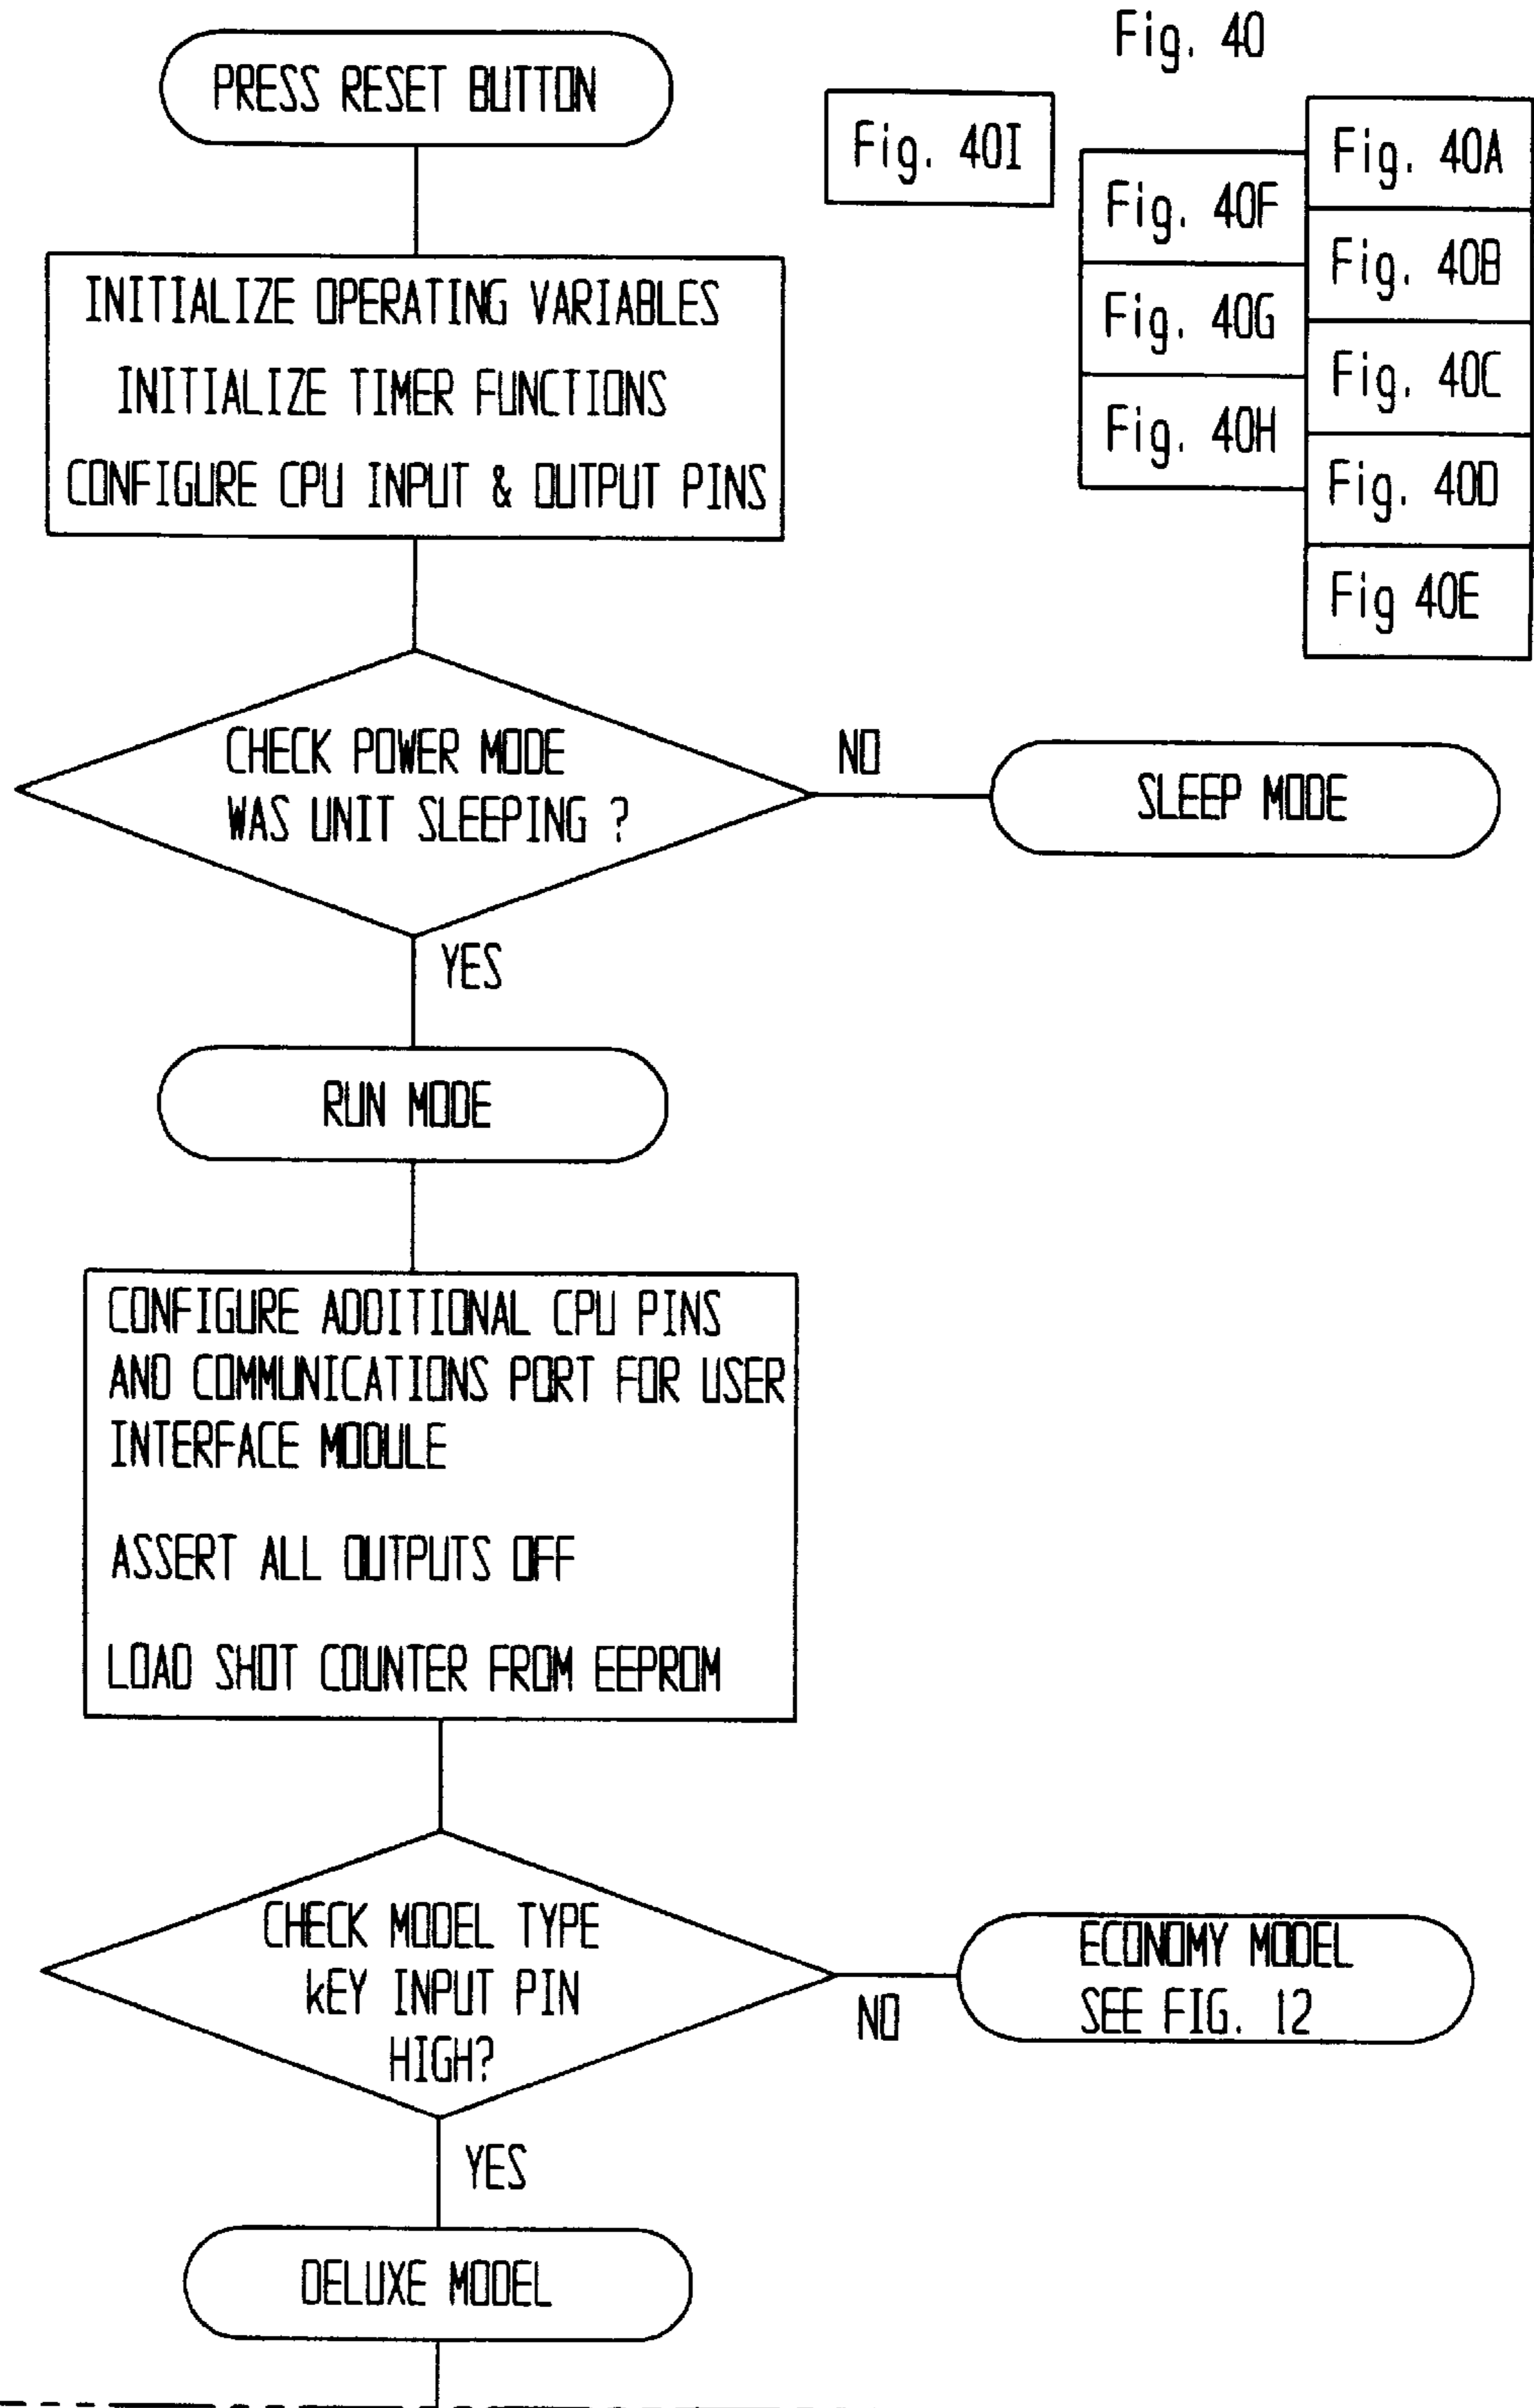 Fig. 40
Fig. 40I
Fig. 40A
Fig. 40F
Fig. 40B
Fig. 40G
Fig. 40C
Fig. 40H
Fig. 40D
Fig 40E
PRESS RESET BUTTON
INITIALIZE OPERATING VARIABLES
INITIALIZE TIMER FUNCTIONS
CONFIGURE CPU INPUT & OUTPUT PINS
CHECK POWER MODE
WAS UNIT SLEEPING ?
NO
SLEEP MODE
YES
RUN MODE
CONFIGURE ADDITIONAL CPU PINS
AND COMMUNICATIONS PORT FOR USER
INTERFACE MODULE
ASSERT ALL OUTPUTS OFF
LOAD SHOT COUNTER FROM EEPROM
CHECK MODEL TYPE
kEY INPUT PIN
HIGH?
NO
ECONOMY MODEL
SEE FIG. 12
YES
DELUXE MODEL